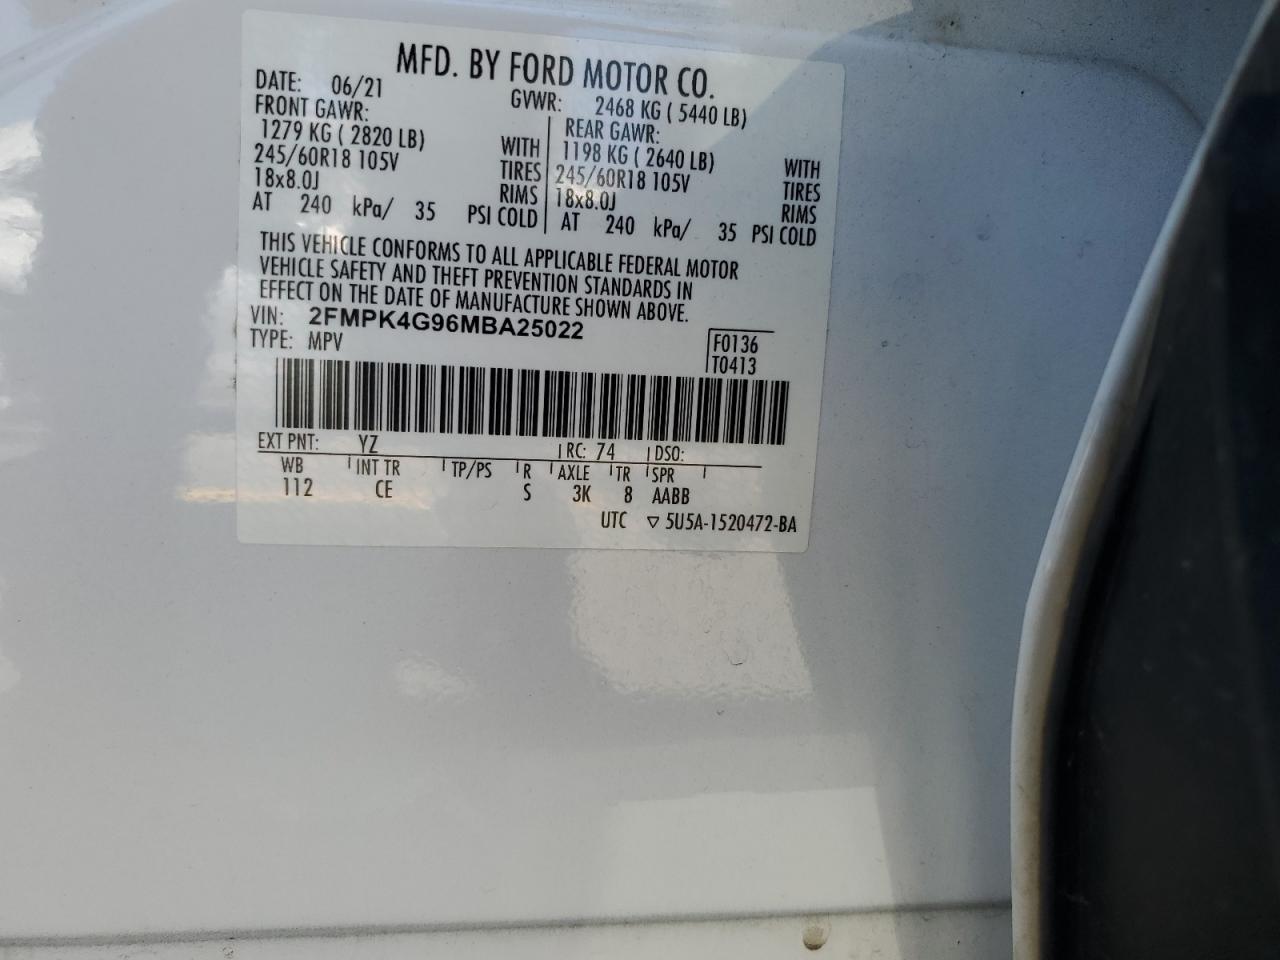 MFD. BY FORD MOTOR CO.
DATE: 06/21 GVWR: 2468 KG ( 5440 LB)
FRONT GAWR: REAR GAWR:
1279 KG ( 2820 LB) WITH 1198 KG ( 2640 LB) WITH
245/60R18 105V TIRES 245/60R18 105V TIRES
18x8.0J RIMS 18x8.0J RIMS
AT 240 kPa/ 35 PSI COLD AT 240 kPa/ 35 PSI COLD
THIS VEHICLE CONFORMS TO ALL APPLICABLE FEDERAL MOTOR
VEHICLE SAFETY AND THEFT PREVENTION STANDARDS IN
EFFECT ON THE DATE OF MANUFACTURE SHOWN ABOVE.
VIN: 2FMPK4G96MBA25022
TYPE: MPV F0136
T0413
EXT PNT: YZ RC: 74 DSO:
WB INT TR TP/PS R AXLE TR SPR
112 CE S 3K 8 AABB
UTC ▽ 5U5A-1520472-BA